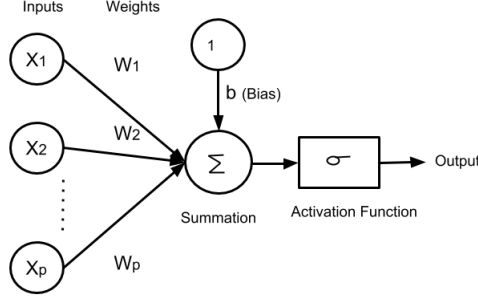 Inputs Weights
X1
W1
1
b (Bias)
X2
W2
Σ
σ
Output
Summation
Activation Function
Xp
Wp